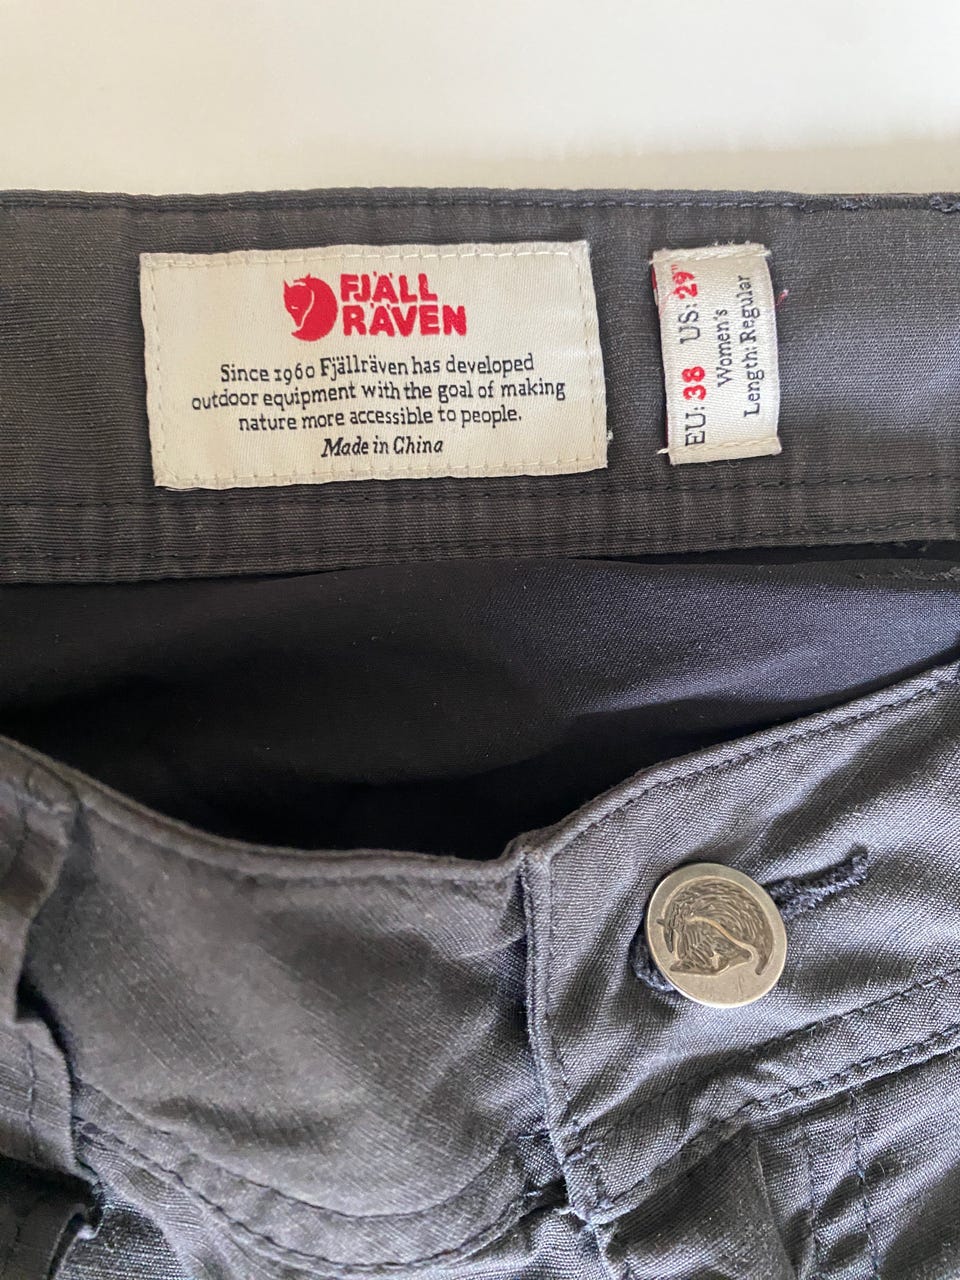 FJÄLL
RÄVEN
Since 1960 Fjällräven has developed
outdoor equipment with the goal of making
nature more accessible to people.
Made in China
EU: 38 US: 29"
Women's
Length: Regular